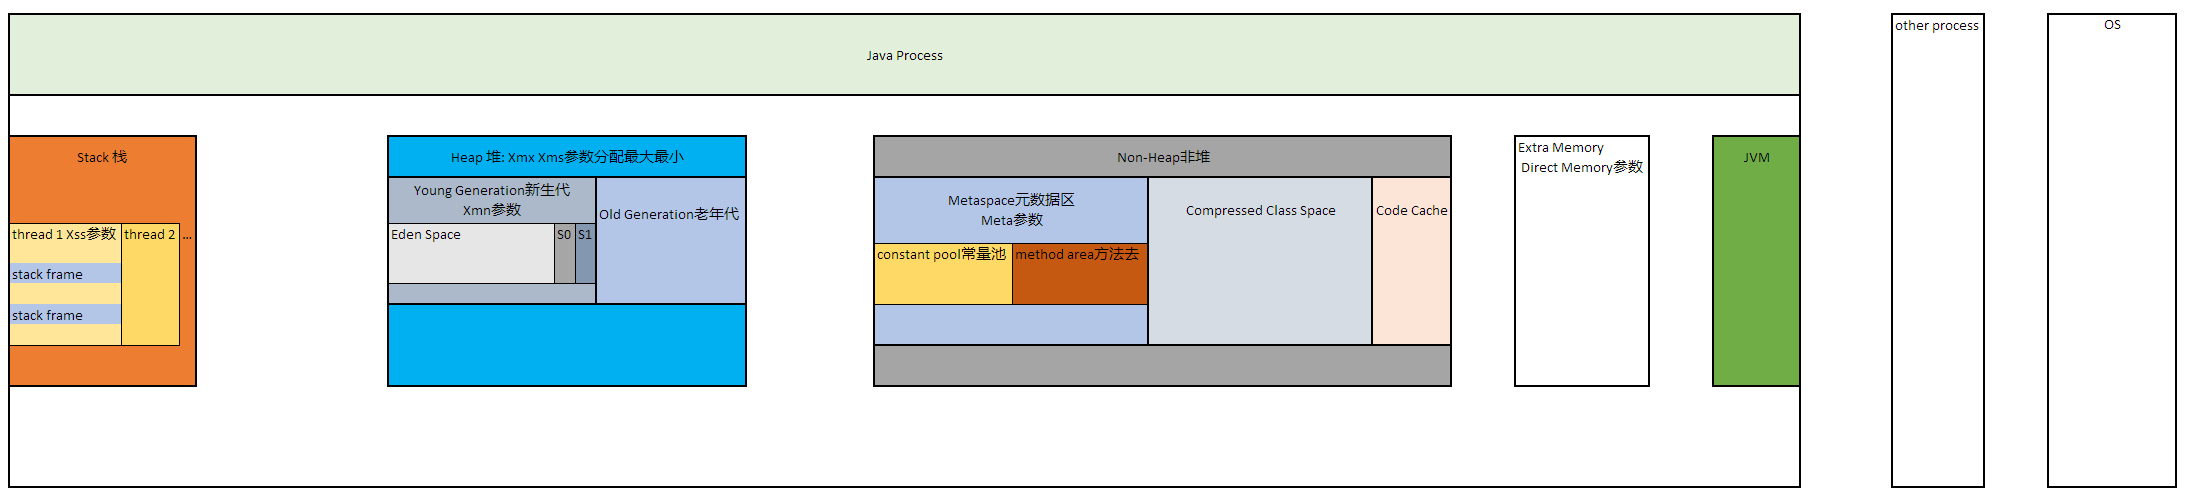 Java Process
other process
OS
Stack 栈
thread 1 Xss参数
thread 2
...
stack frame
stack frame
Heap 堆: Xmx Xms参数分配最大最小
Young Generation新生代
Xmn参数
Old Generation老年代
Eden Space
S0
S1
Non-Heap非堆
Metaspace元数据区
Meta参数
constant pool常量池
method area方法去
Compressed Class Space
Code Cache
Extra Memory
Direct Memory参数
JVM